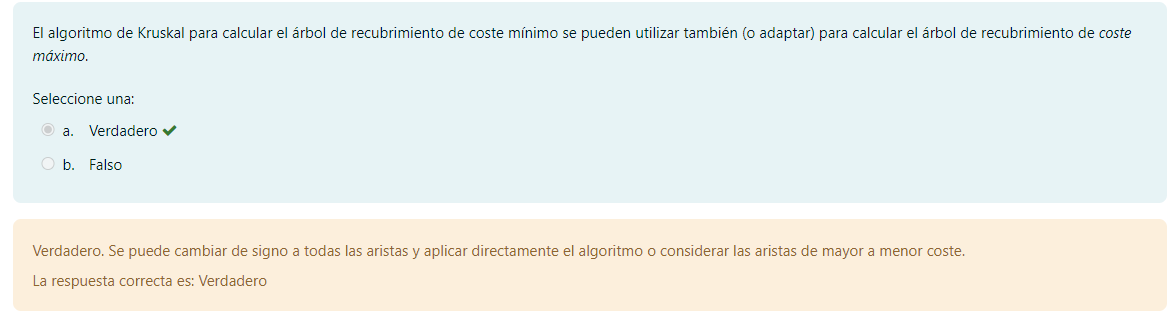 El algoritmo de Kruskal para calcular el árbol de recubrimiento de coste mínimo se pueden utilizar también (o adaptar) para calcular el árbol de recubrimiento de coste
máximo.
Seleccione una:
a. Verdadero
b. Falso
Verdadero. Se puede cambiar de signo a todas las aristas y aplicar directamente el algoritmo o considerar las aristas de mayor a menor coste.
La respuesta correcta es: Verdadero